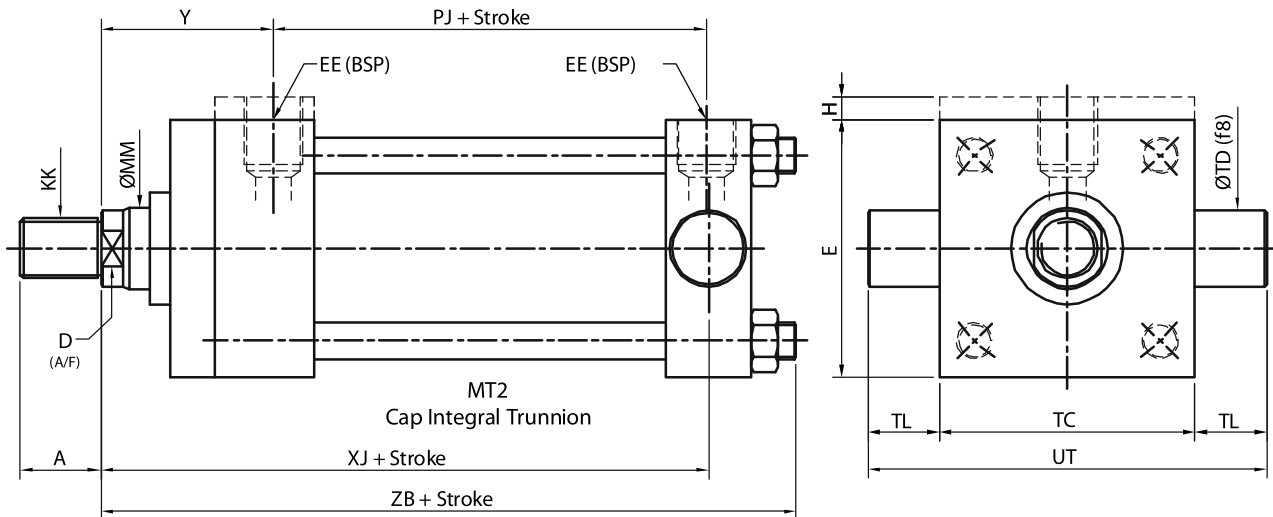 Y
PJ + Stroke
EE (BSP)
EE (BSP)
H
KK
ØMM
ØTD (f8)
E
D
(A/F)
MT2
Cap Integral Trunnion
TL
TC
TL
A
XJ + Stroke
UT
ZB + Stroke